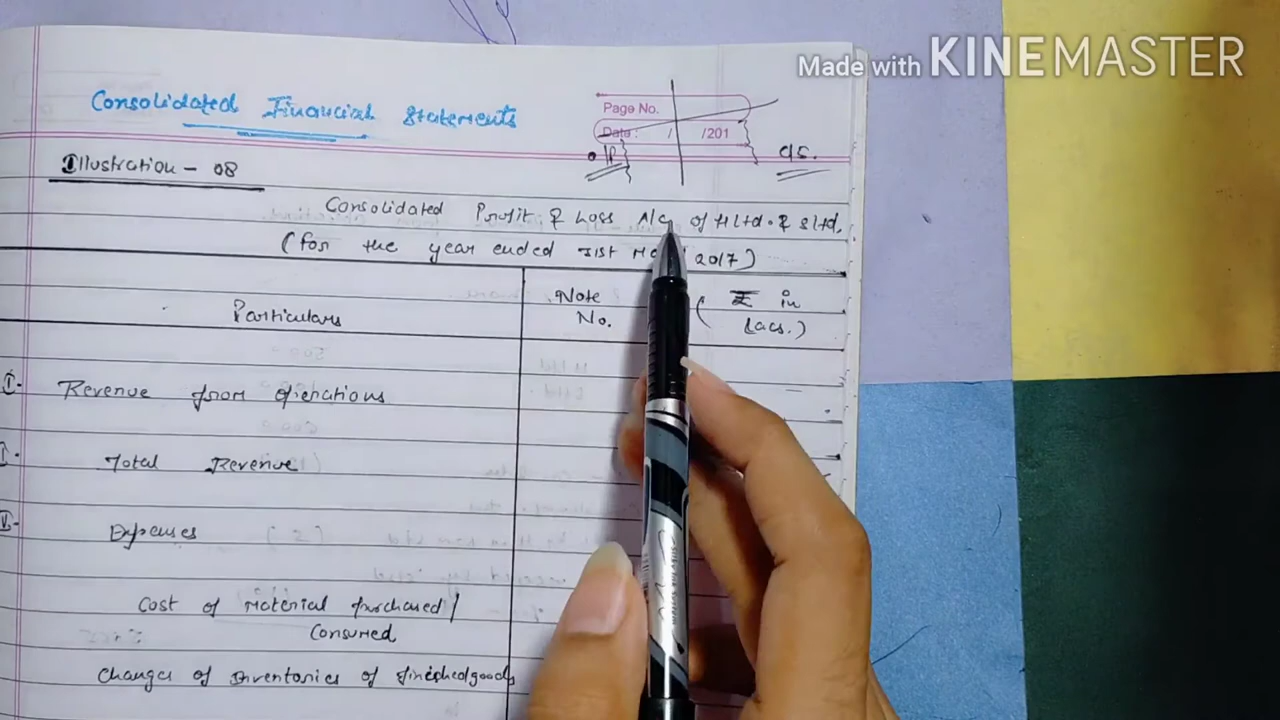 Made with KINEMASTER
Consolidated Financial Statements
Page No.
Date : / /201
Illustration - 08
Consolidated Profit & Loss A/c of H Ltd. & S Ltd.
(for the year ended 31st 2017)
Particulars
Note No.
(₹ in Lacs.)
I- Revenue from operations
Total Revenue
Expenses
Cost of Material purchased/
Consumed
Changes of Inventories of finished goods